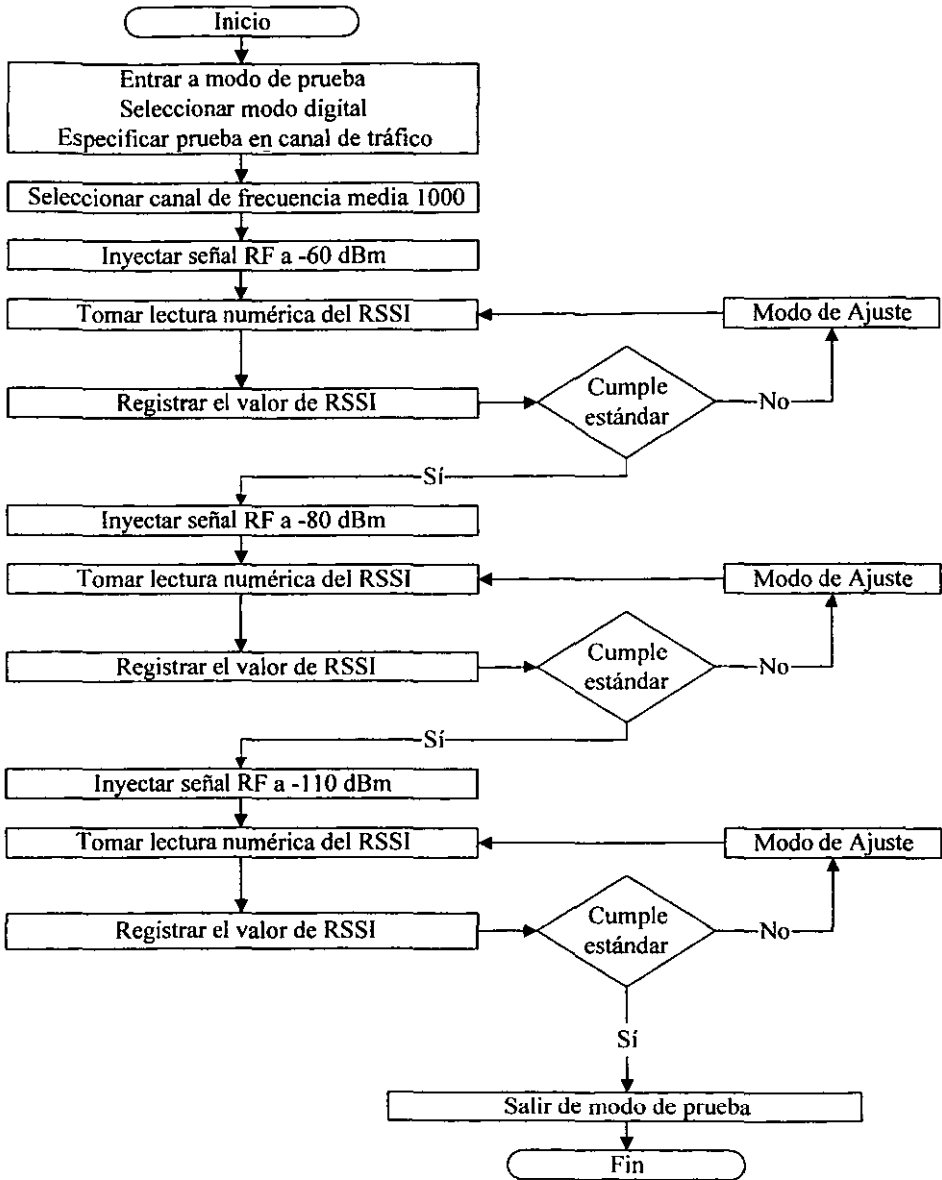 Inicio
Entrar a modo de prueba
Seleccionar modo digital
Especificar prueba en canal de tráfico
Seleccionar canal de frecuencia media 1000
Inyectar señal RF a -60 dBm
Tomar lectura numérica del RSSI
Modo de Ajuste
Registrar el valor de RSSI
Cumple
estándar
No
Sí
Inyectar señal RF a -80 dBm
Tomar lectura numérica del RSSI
Modo de Ajuste
Registrar el valor de RSSI
Cumple
estándar
No
Sí
Inyectar señal RF a -110 dBm
Tomar lectura numérica del RSSI
Modo de Ajuste
Registrar el valor de RSSI
Cumple
estándar
No
Sí
Salir de modo de prueba
Fin